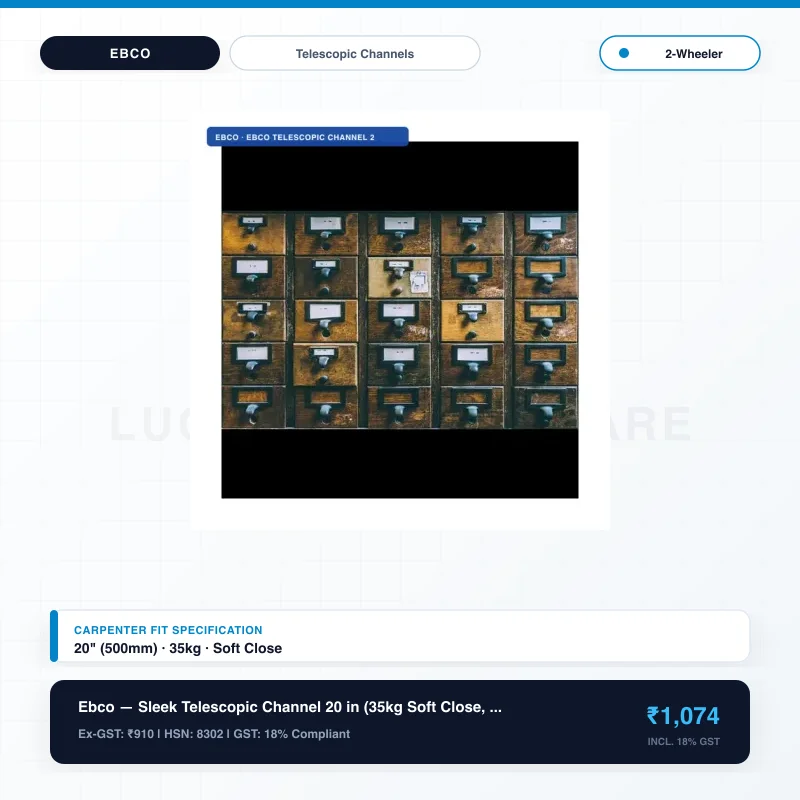 EBCO
Telescopic Channels
2-Wheeler
EBCO · EBCO TELESCOPIC CHANNEL 2
CARPENTER FIT SPECIFICATION
20" (500mm) · 35kg · Soft Close
Ebco — Sleek Telescopic Channel 20 in (35kg Soft Close, ...
₹1,074
Ex-GST: ₹910 | HSN: 8302 | GST: 18% Compliant
INCL. 18% GST